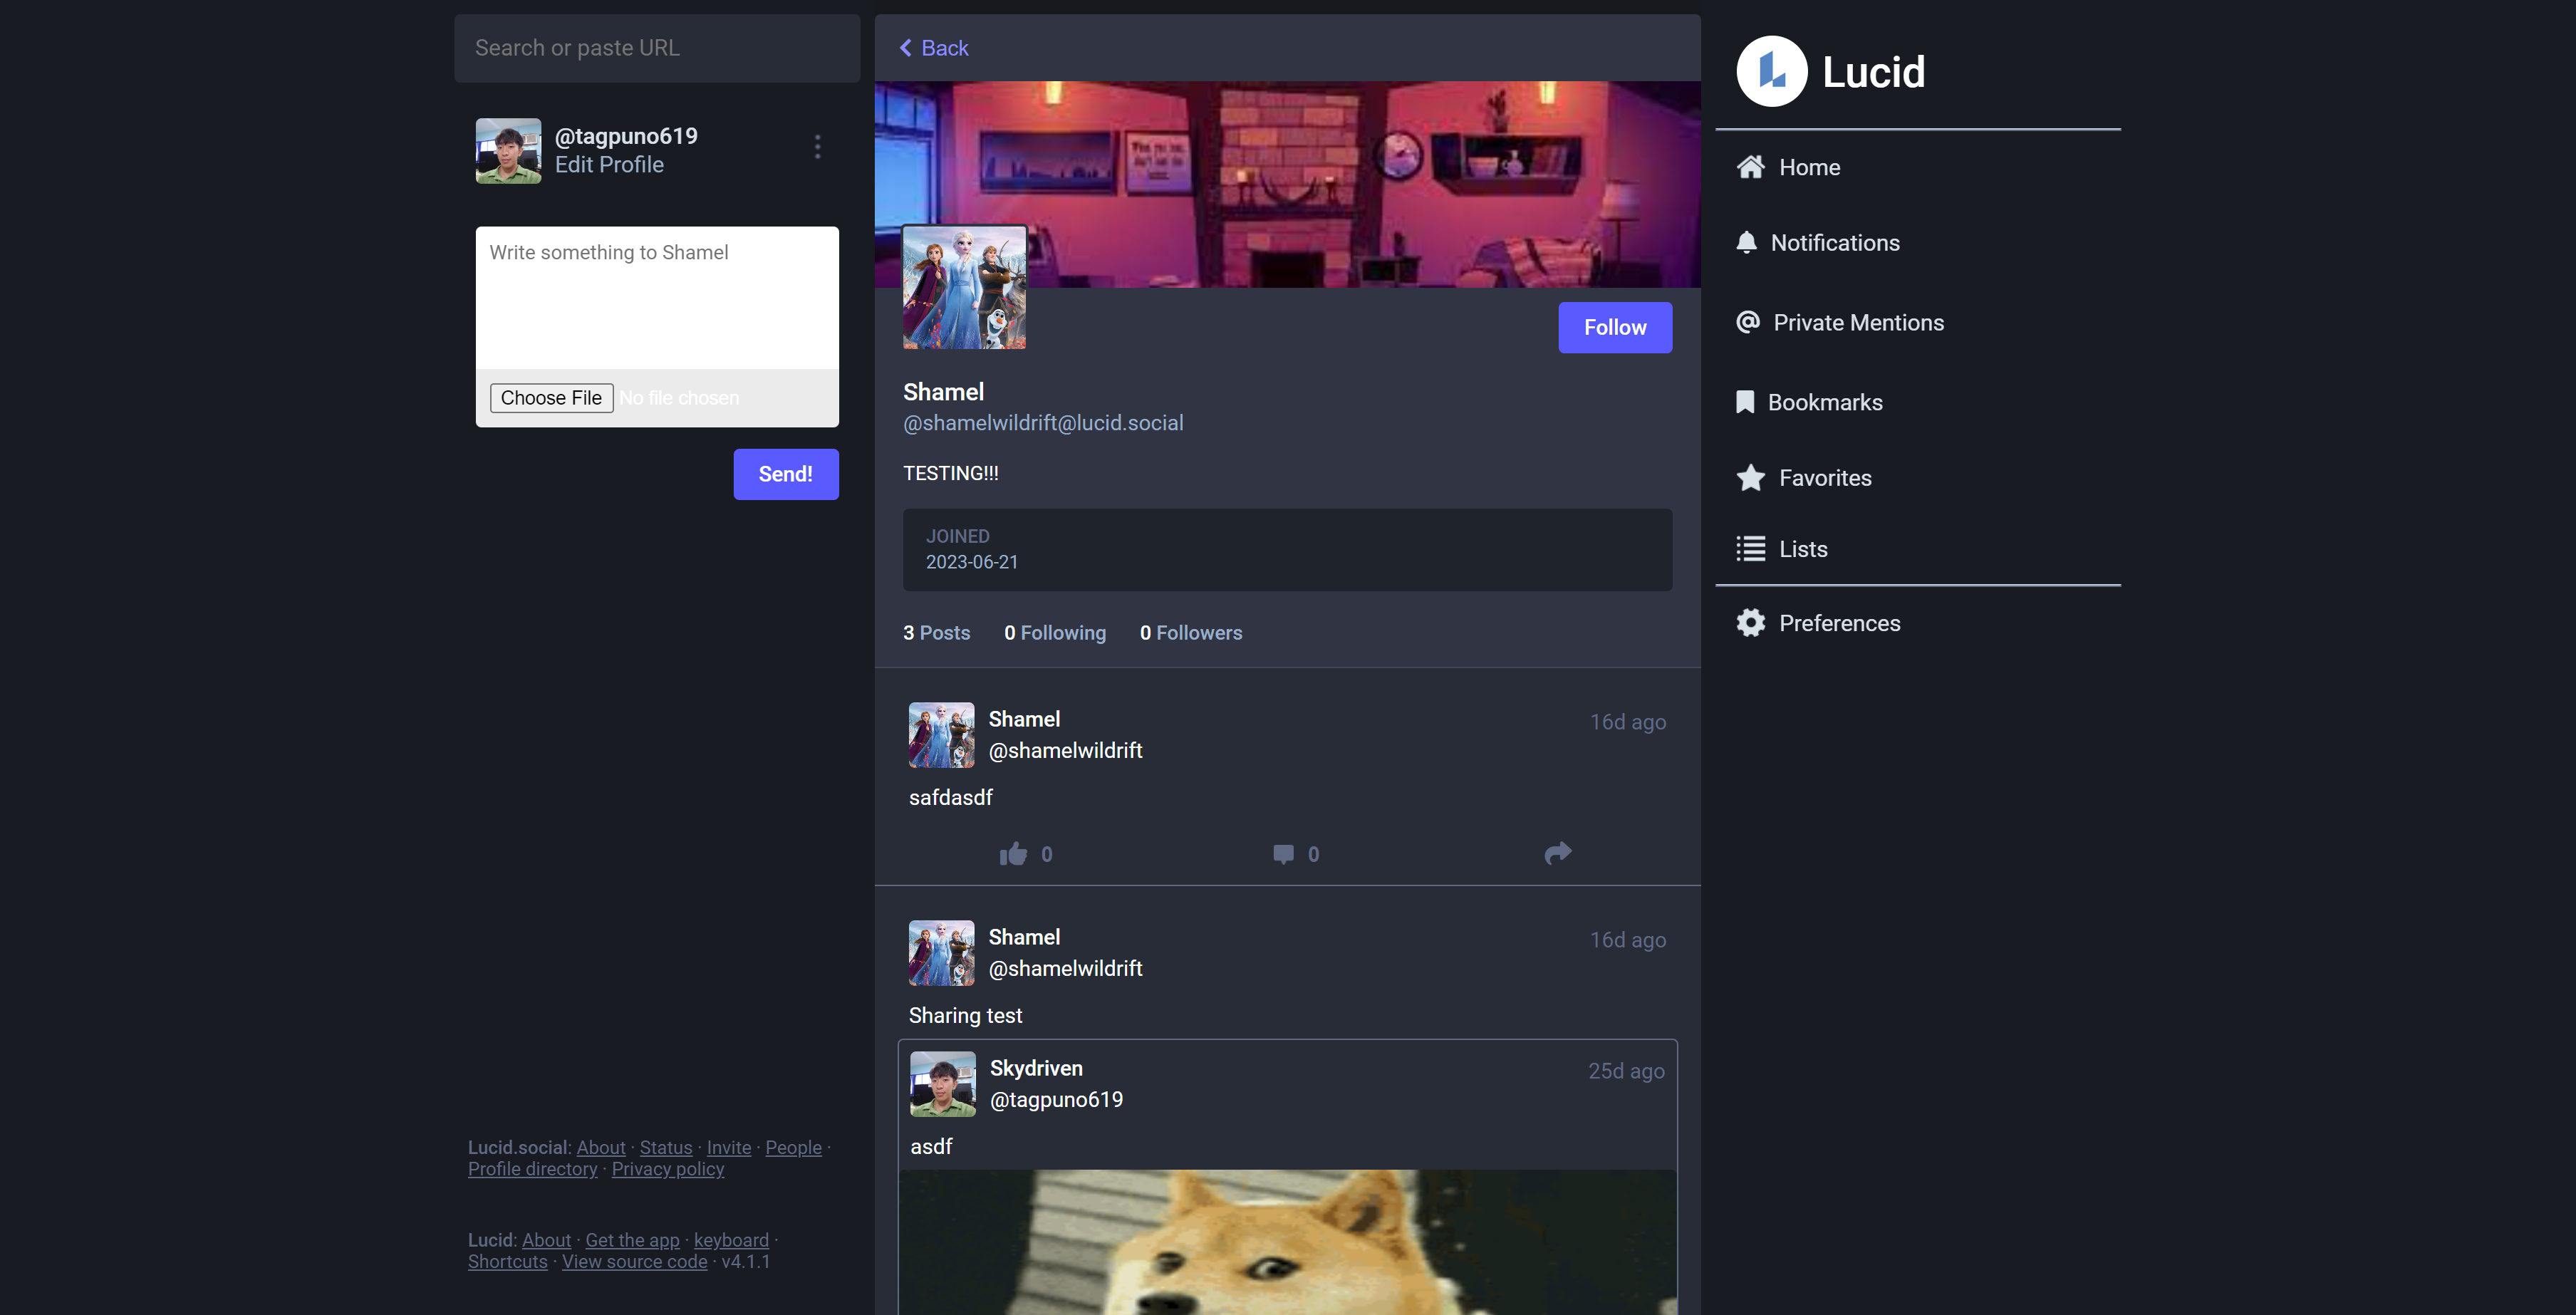 Search or paste URL
@tagpuno619
Edit Profile
Write something to Shamel
Choose File No file chosen
Send!
Lucid.social: About · Status · Invite · People ·
Profile directory · Privacy policy
Lucid: About · Get the app · keyboard ·
Shortcuts · View source code · v4.1.1
Back
Follow
Shamel
@shamelwildrift@lucid.social
TESTING!!!
JOINED
2023-06-21
3 Posts 0 Following 0 Followers
Shamel
16d ago
@shamelwildrift
safdasdf
0 0
Shamel
16d ago
@shamelwildrift
Sharing test
Skydriven
25d ago
@tagpuno619
asdf
Lucid
Home
Notifications
Private Mentions
Bookmarks
Favorites
Lists
Preferences